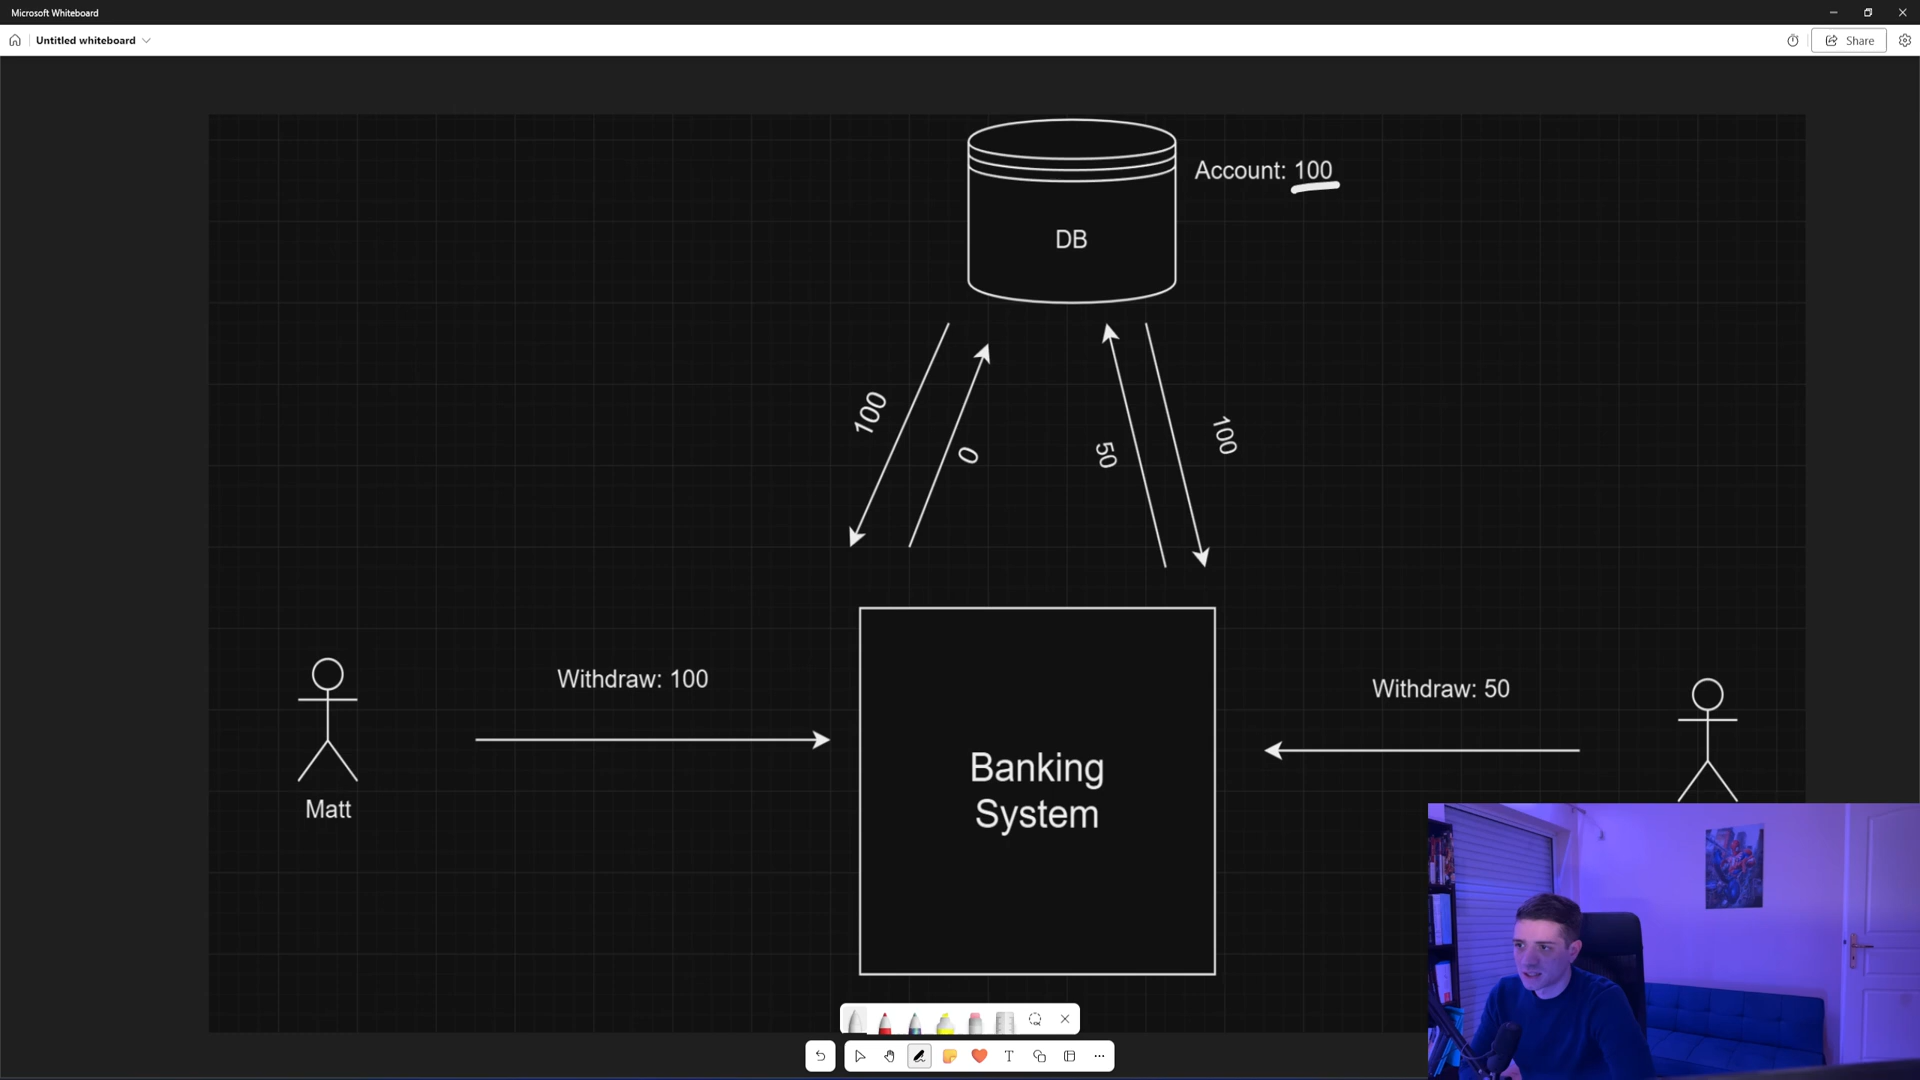 Microsoft Whiteboard
Untitled whiteboard
Share
Account: 100
DB
100
0
50
100
Withdraw: 100
Withdraw: 50
Banking
System
Matt
T